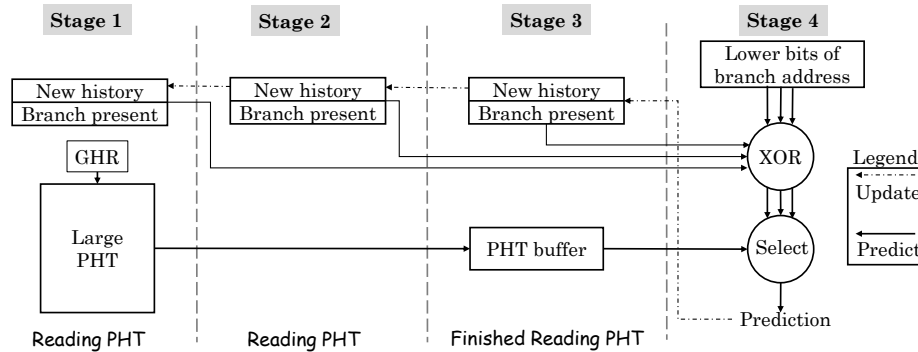 Stage 1
Stage 2
Stage 3
Stage 4
Lower bits of
branch address
New history
Branch present
New history
Branch present
New history
Branch present
GHR
XOR
Legend
Update
Large
PHT
PHT buffer
Select
Predict
Prediction
Reading PHT
Reading PHT
Finished Reading PHT